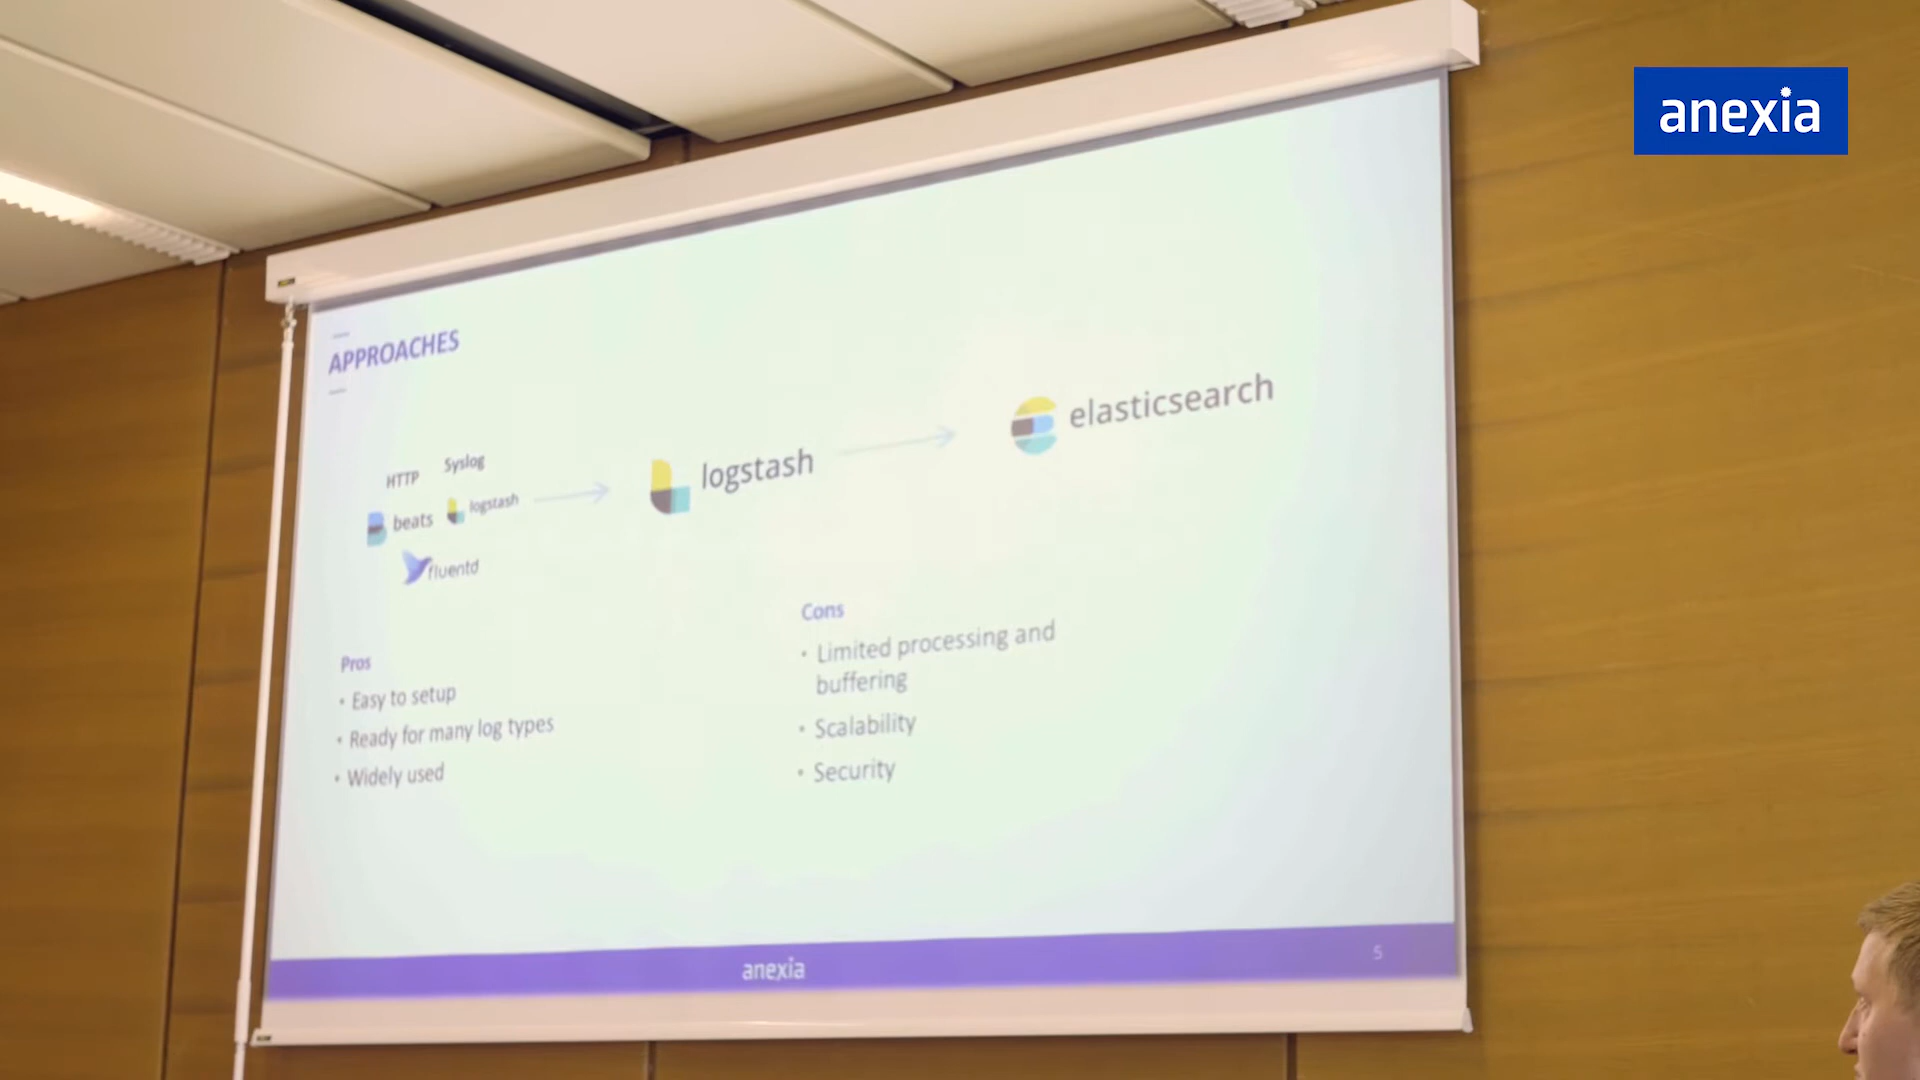 anexia
APPROACHES
HTTP
Syslog
beats
logstash
fluentd
logstash
elasticsearch
Pros
• Easy to setup
• Ready for many log types
• Widely used
Cons
• Limited processing and
buffering
• Scalability
• Security
anexia
5